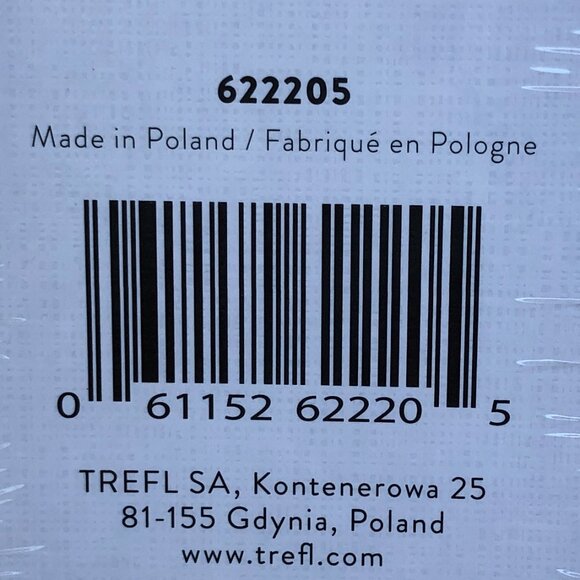 622205
Made in Poland / Fabriqué en Pologne
0 61152 62220 5
TREFL SA, Kontenerowa 25
81-155 Gdynia, Poland
www.trefl.com